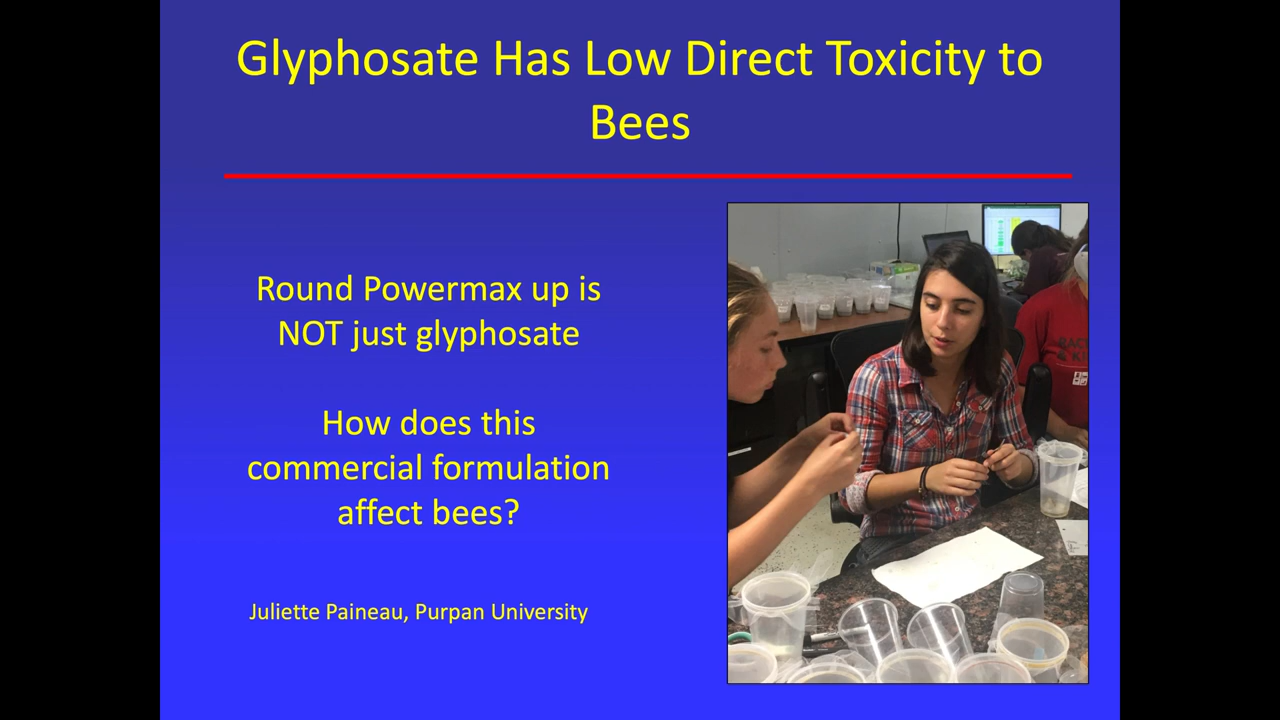 Glyphosate Has Low Direct Toxicity to
Bees
Round Powermax up is
NOT just glyphosate
How does this
commercial formulation
affect bees?
Juliette Paineau, Purpan University